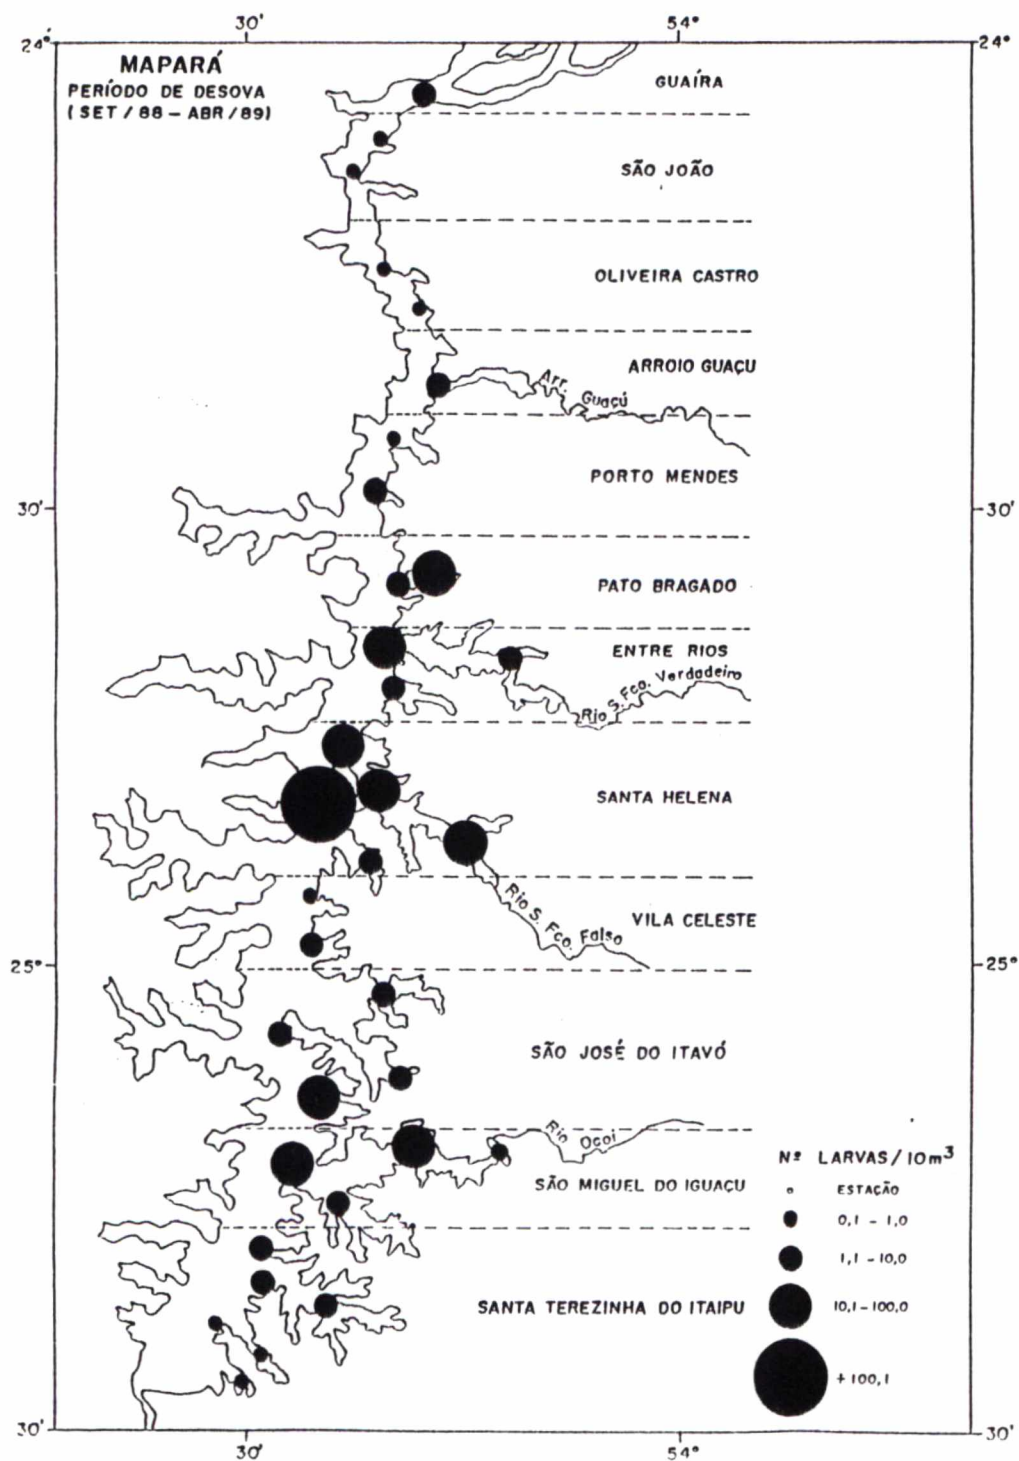 30'
54°
24°
24°
MAPARÁ
PERÍODO DE DESOVA
(SET/88 – ABR/89)
GUAÍRA
SÃO JOÃO
OLIVEIRA CASTRO
ARROIO GUAÇU
Arr. Guaçú
PORTO MENDES
30'
30'
PATO BRAGADO
ENTRE RIOS
Rio S. Fco. Verdadeiro
SANTA HELENA
Rio S. Fco. Falso
VILA CELESTE
25°
25°
SÃO JOSÉ DO ITAVÓ
Rio Ocoi
Nº LARVAS/10m³
SÃO MIGUEL DO IGUAÇU
ESTAÇÃO
0,1 – 1,0
1,1 – 10,0
SANTA TEREZINHA DO ITAIPU
10,1 – 100,0
+ 100,1
30'
30'
30'
54°